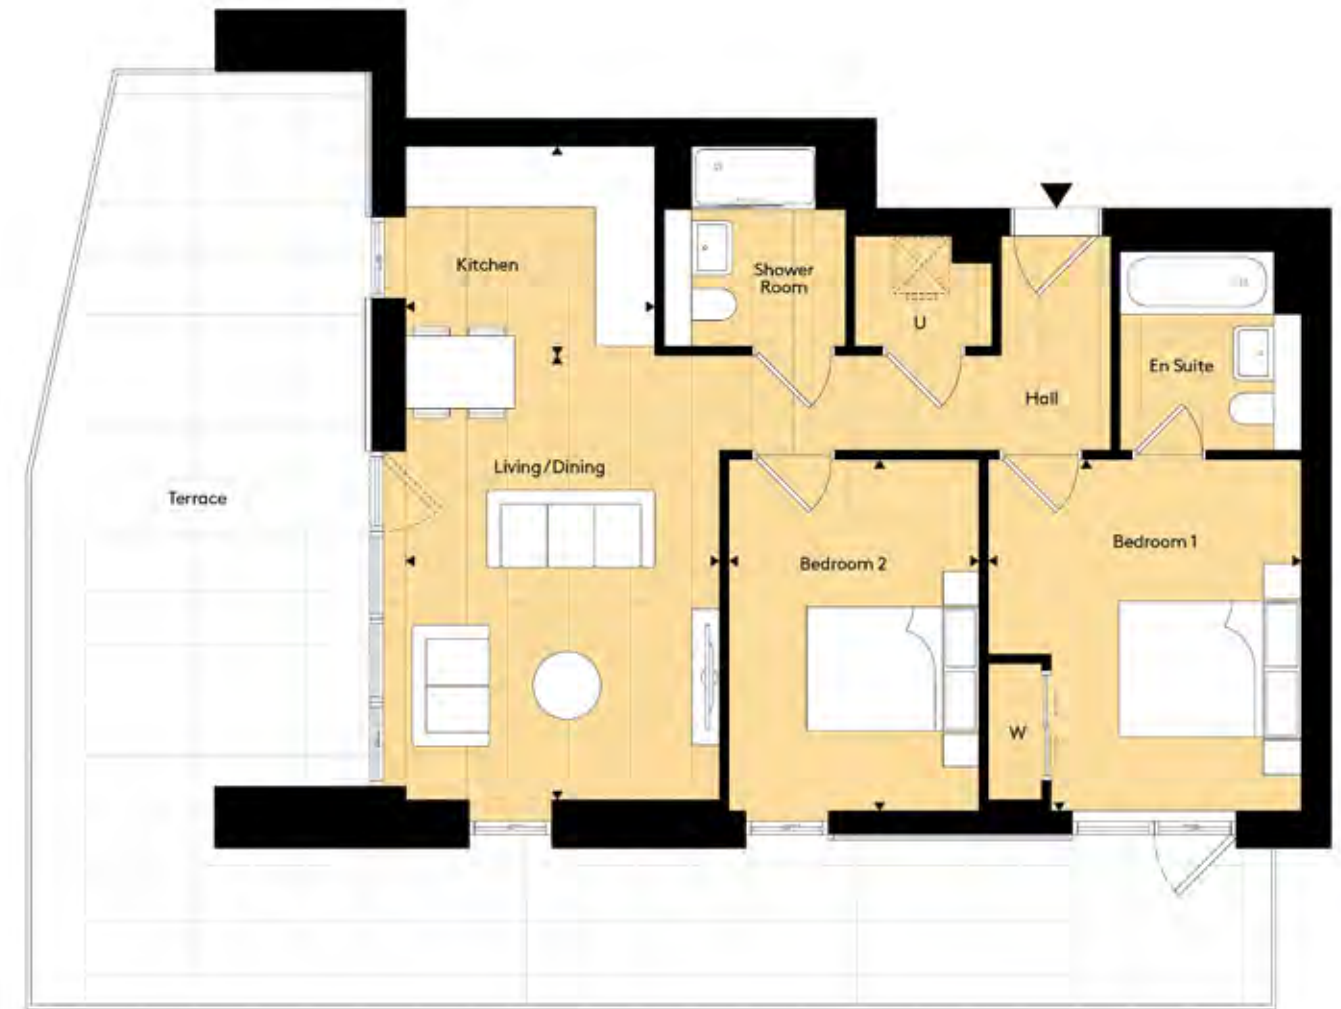 Kitchen
Shower
Room
U
En Suite
Hall
Living/Dining
Terrace
Bedroom 1
Bedroom 2
W